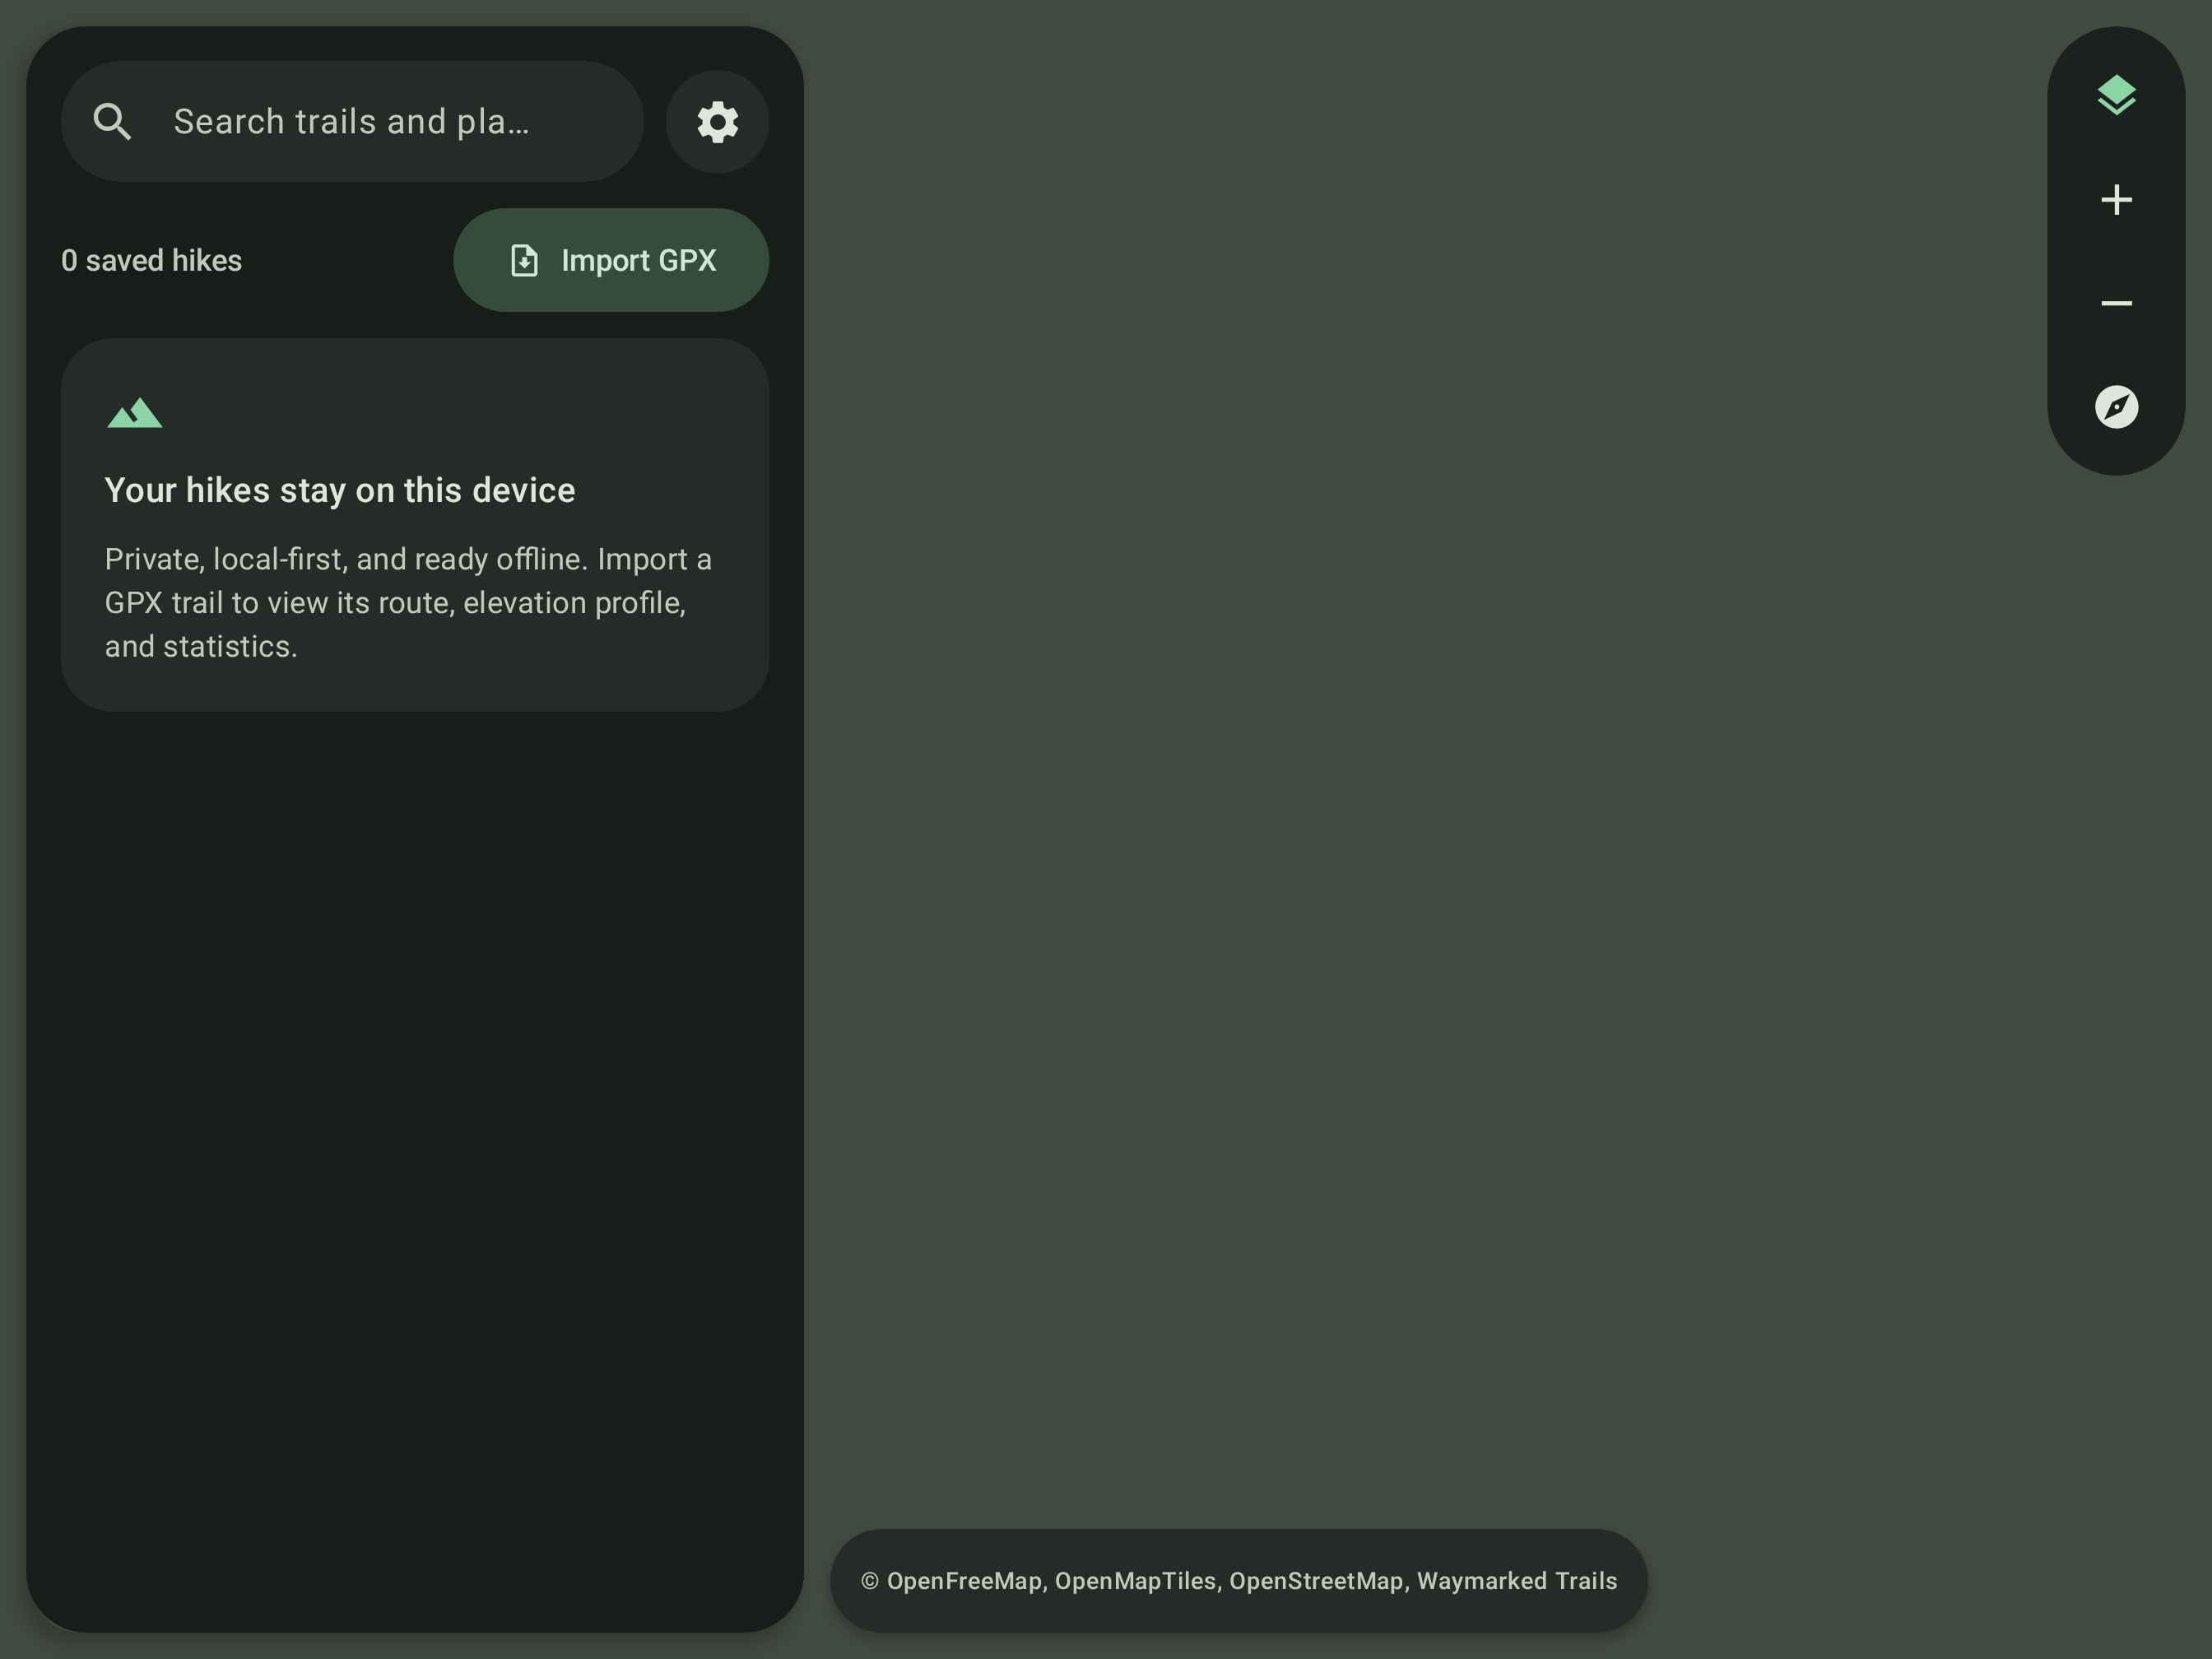 Search trails and pla…
0 saved hikes
Import GPX
Your hikes stay on this device
Private, local-first, and ready offline. Import a
GPX trail to view its route, elevation profile,
and statistics.
© OpenFreeMap, OpenMapTiles, OpenStreetMap, Waymarked Trails